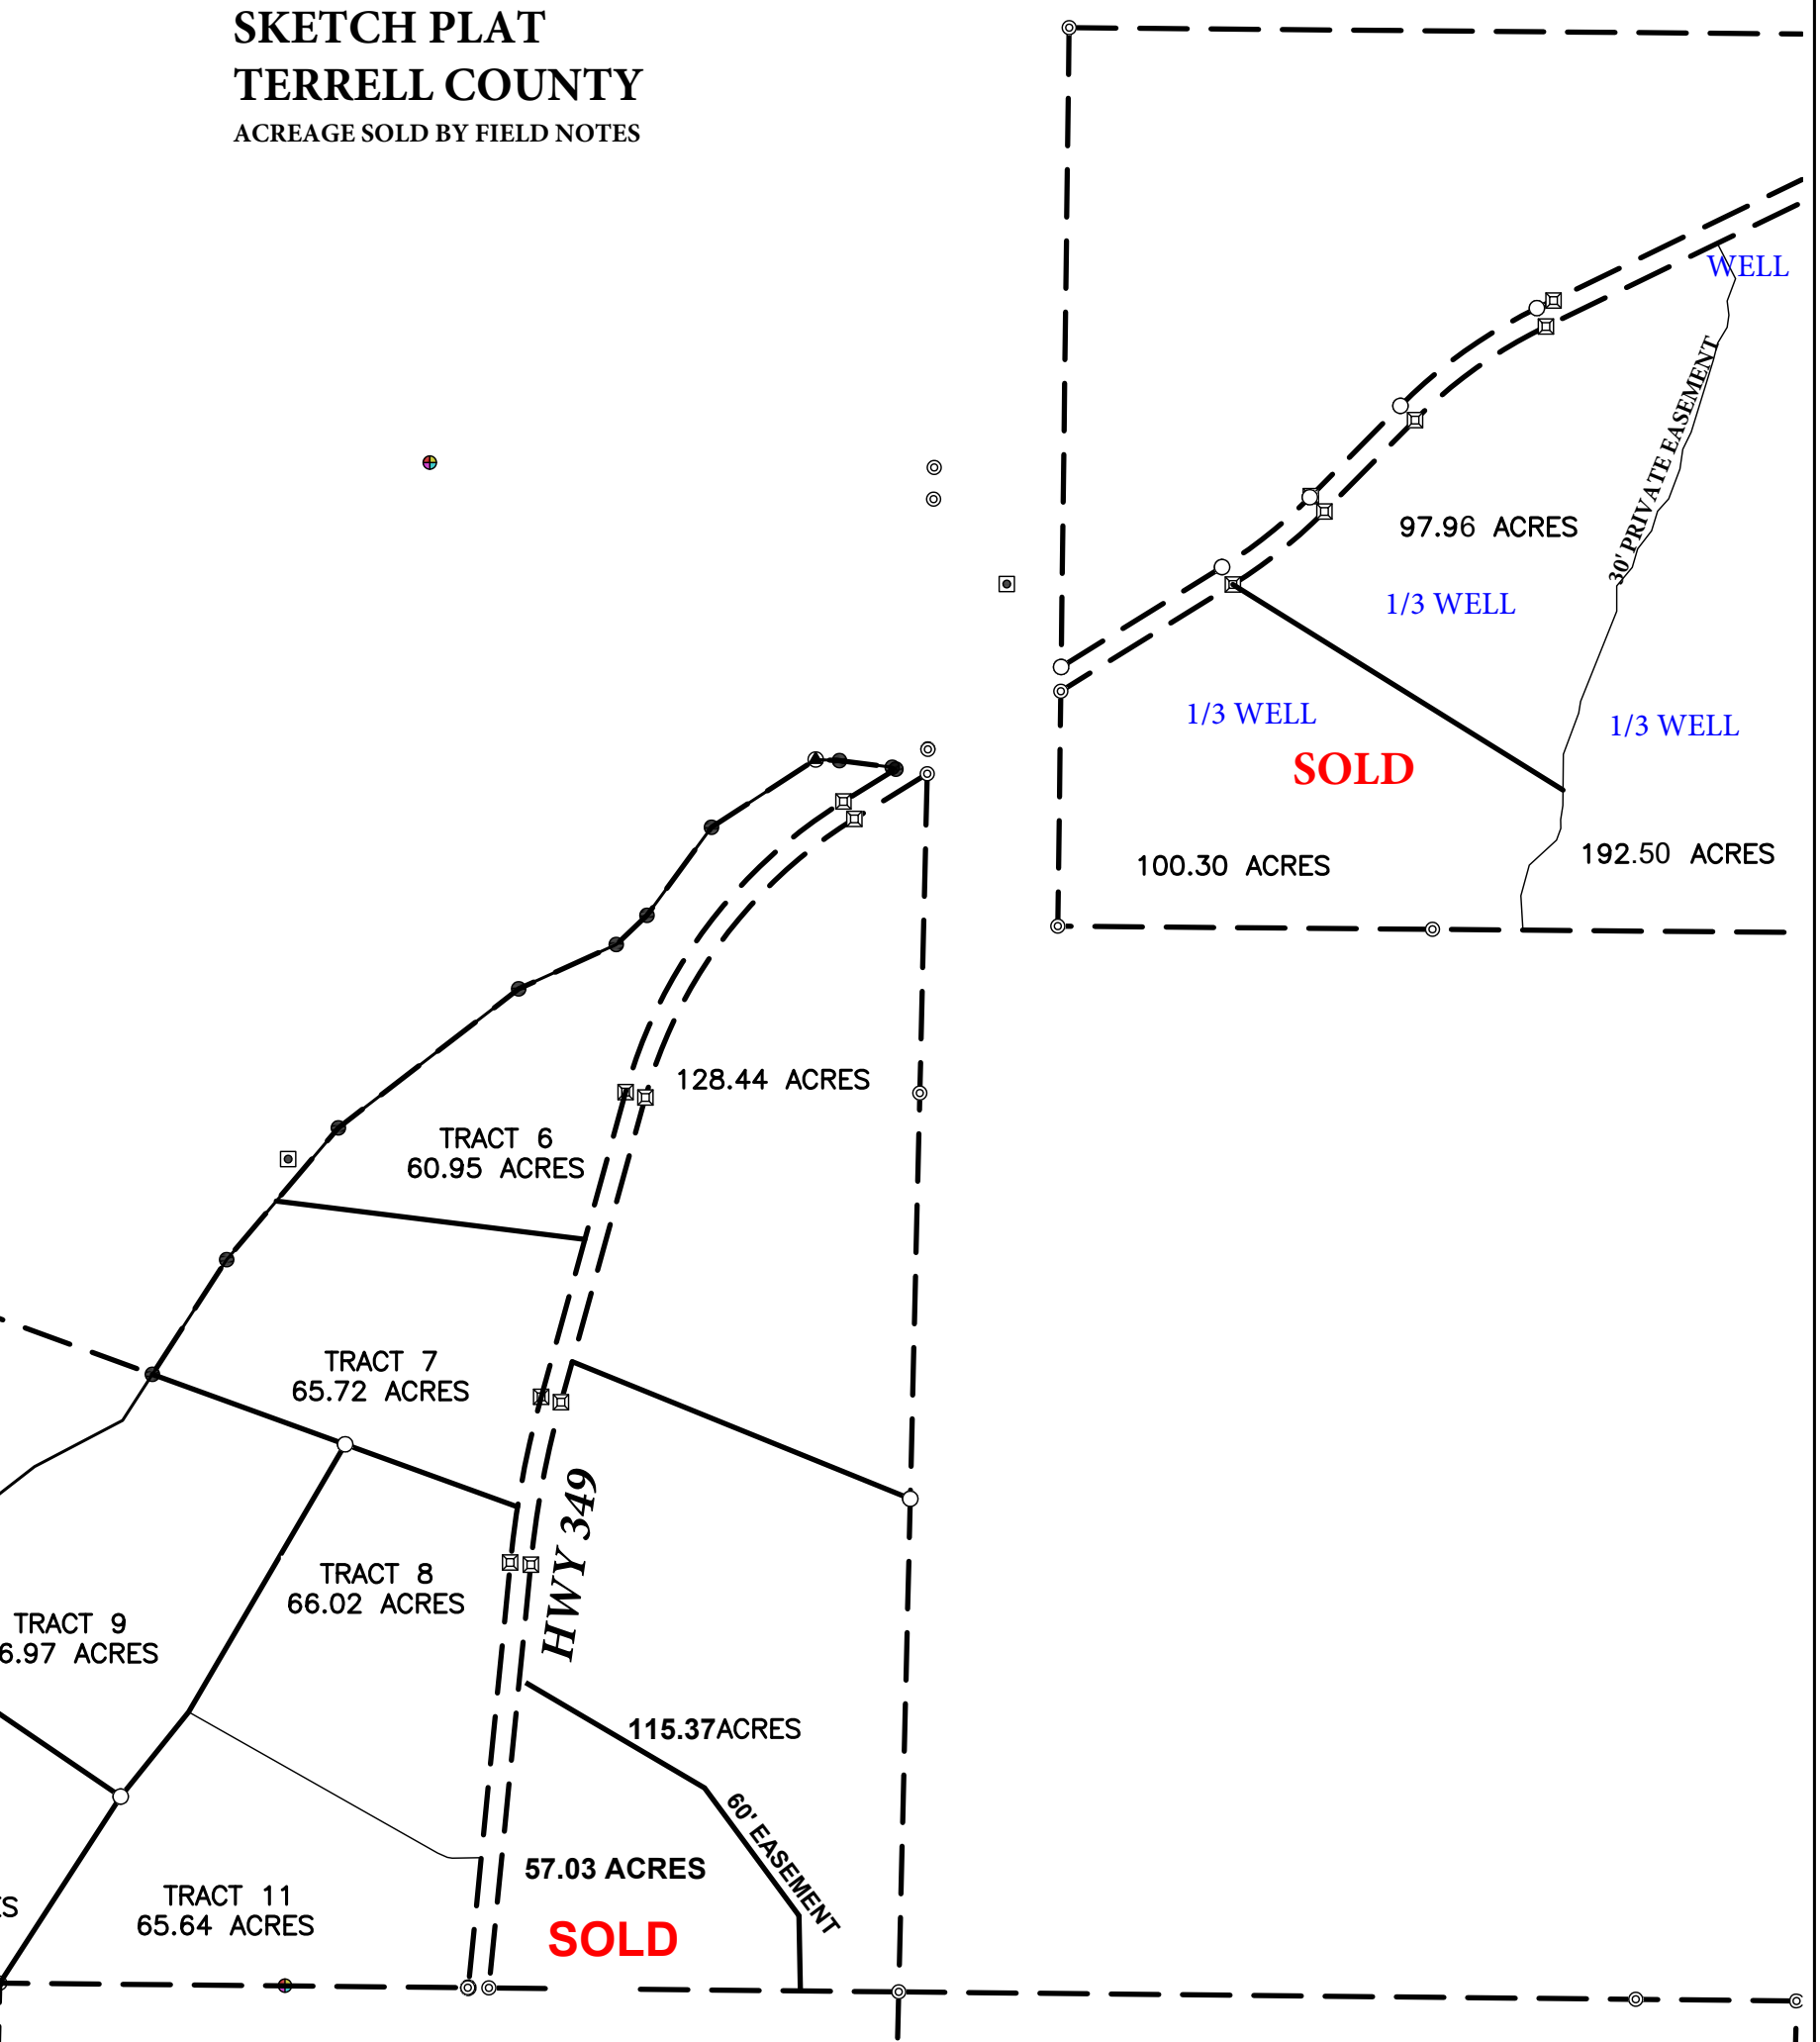 SKETCH PLAT
TERRELL COUNTY
ACREAGE SOLD BY FIELD NOTES
WELL
30' PRIVATE EASEMENT
97.96 ACRES
1/3 WELL
1/3 WELL
1/3 WELL
SOLD
100.30 ACRES
192.50 ACRES
128.44 ACRES
TRACT 6
60.95 ACRES
TRACT 7
65.72 ACRES
HWY 349
TRACT 8
66.02 ACRES
TRACT 9
6.97 ACRES
115.37ACRES
60' EASEMENT
57.03 ACRES
TRACT 11
65.64 ACRES
SOLD